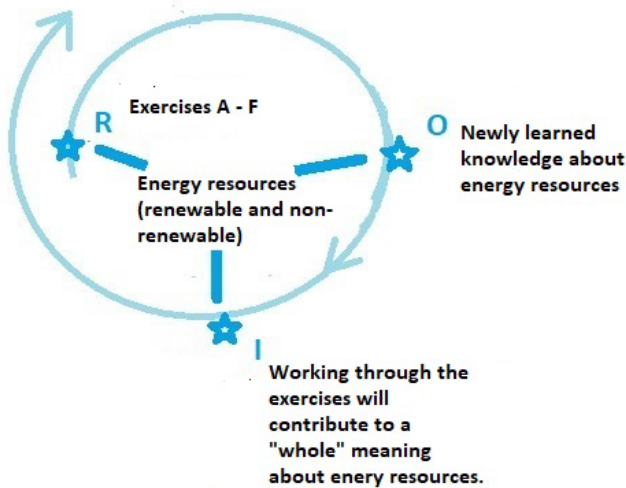 Exercises A - F
R
O
Newly learned
knowledge about
energy resources
Energy resources
(renewable and non-
renewable)
I
Working through the
exercises will
contribute to a
"whole" meaning
about enery resources.